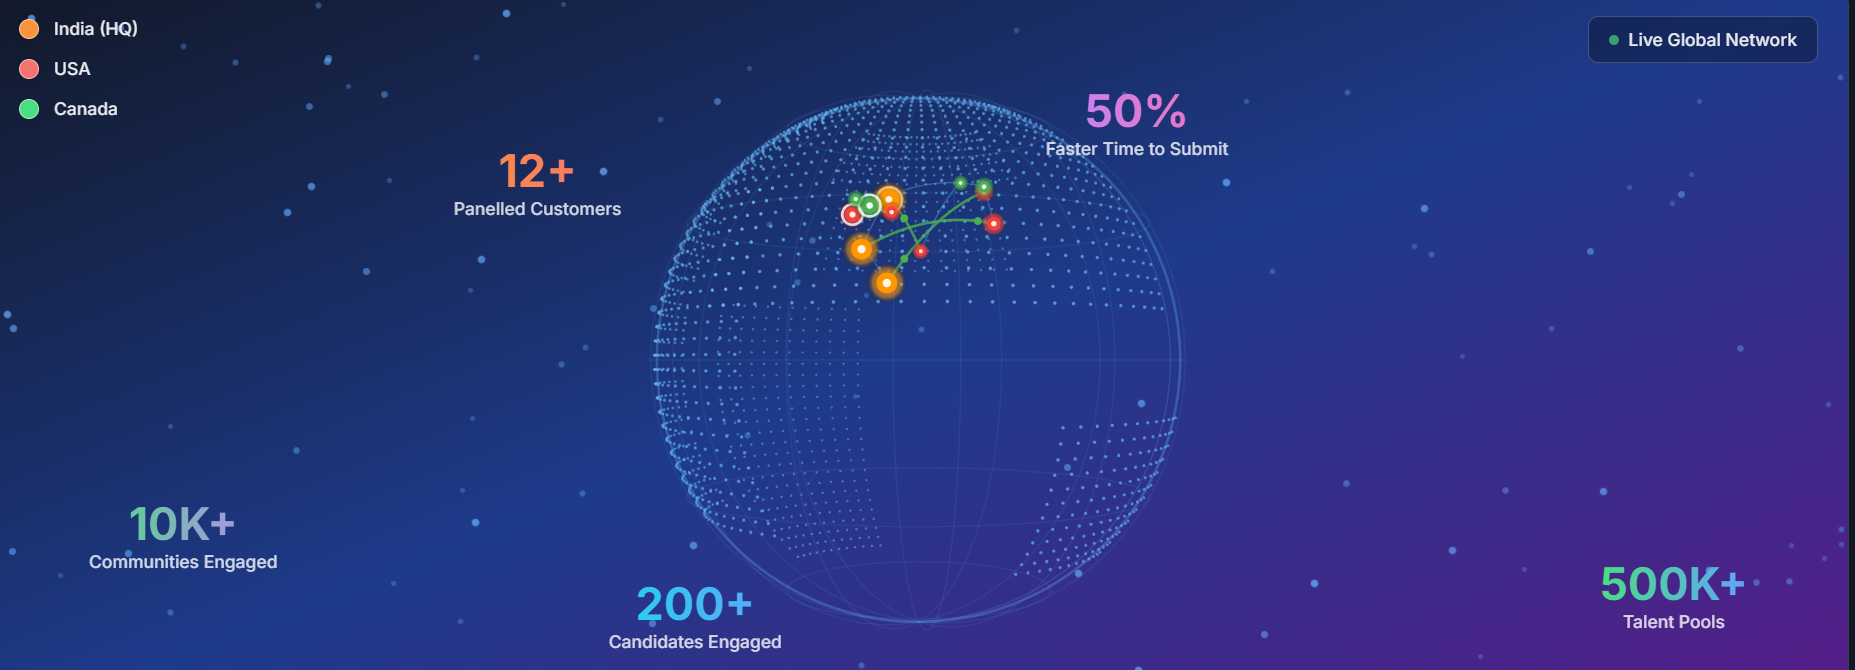 India (HQ)
USA
Canada
Live Global Network
50%
Faster Time to Submit
12+
Panelled Customers
10K+
Communities Engaged
200+
Candidates Engaged
500K+
Talent Pools